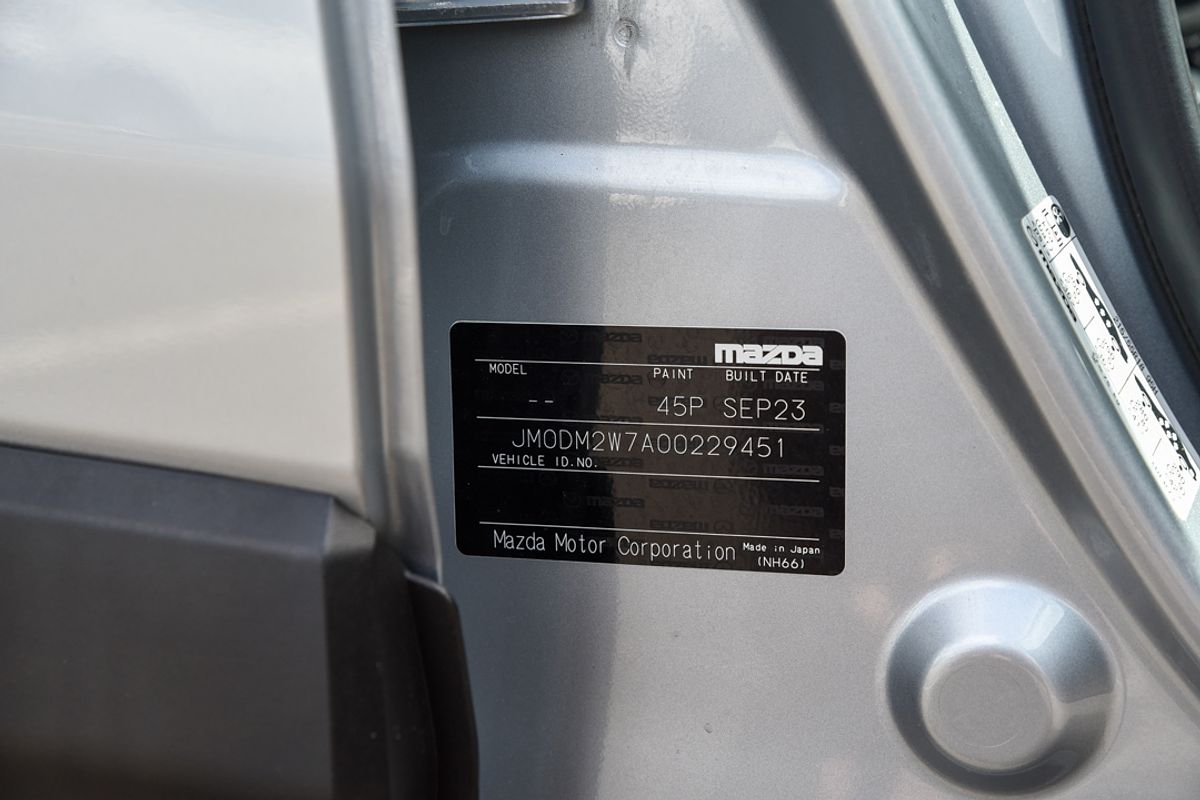 mazda
MODEL PAINT BUILT DATE
-- 45P SEP23
JM0DM2W7A00229451
VEHICLE ID.NO.
Mazda Motor Corporation Made in Japan
(NH66)